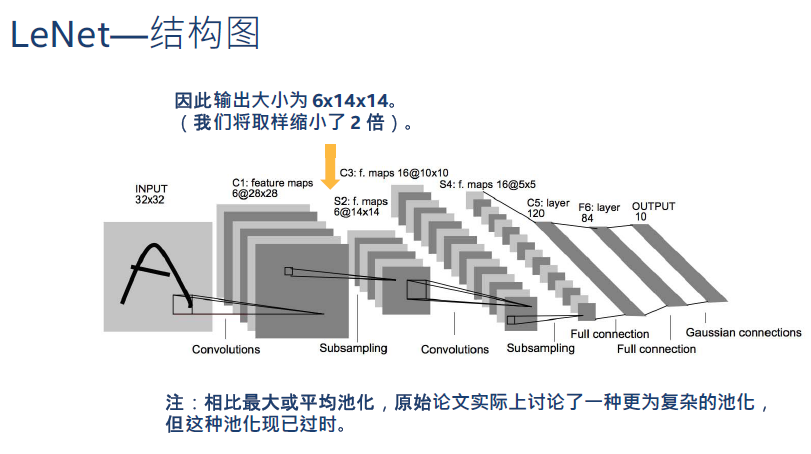 LeNet—结构图
因此输出大小为 6x14x14。
（我们将取样缩小了 2 倍）。
INPUT
32x32
C1: feature maps
6@28x28
C3: f. maps 16@10x10
S2: f. maps
6@14x14
S4: f. maps 16@5x5
C5: layer
120
F6: layer
84
OUTPUT
10
Convolutions
Subsampling
Convolutions
Subsampling
Full connection
Full connection
Gaussian connections
注：相比最大或平均池化，原始论文实际上讨论了一种更为复杂的池化，
但这种池化现已过时。